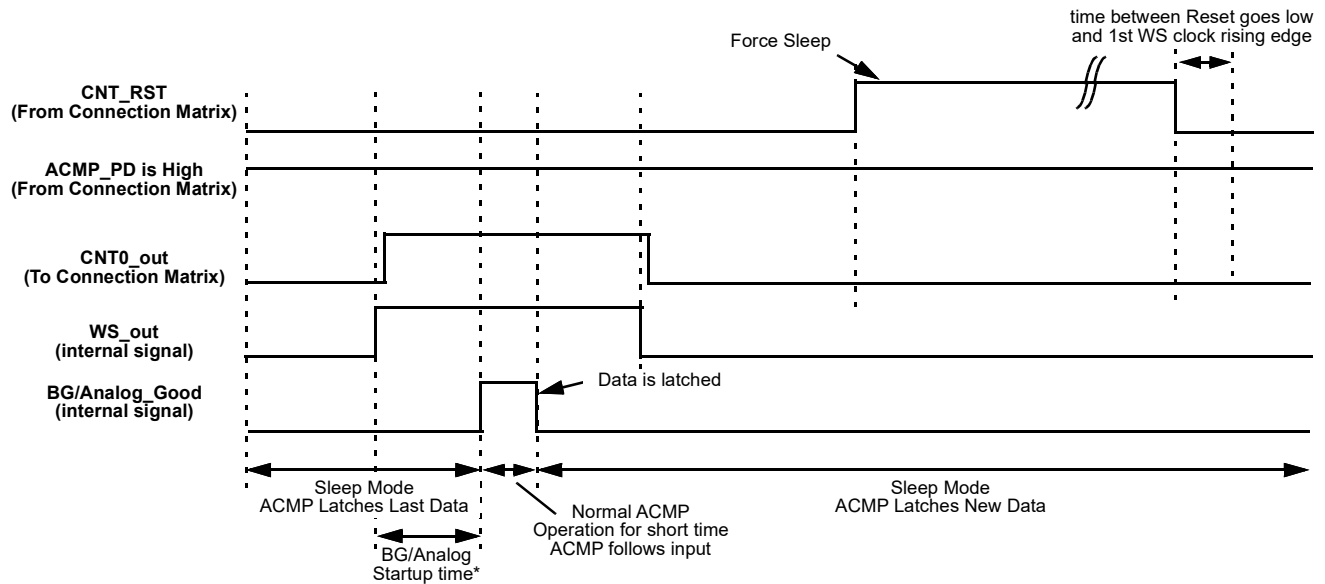 time between Reset goes low
and 1st WS clock rising edge
Force Sleep
CNT_RST
(From Connection Matrix)
ACMP_PD is High
(From Connection Matrix)
CNT0_out
(To Connection Matrix)
WS_out
(internal signal)
BG/Analog_Good
(internal signal)
Data is latched
Sleep Mode
ACMP Latches Last Data
Normal ACMP
Operation for short time
ACMP follows input
Sleep Mode
ACMP Latches New Data
BG/Analog
Startup time*